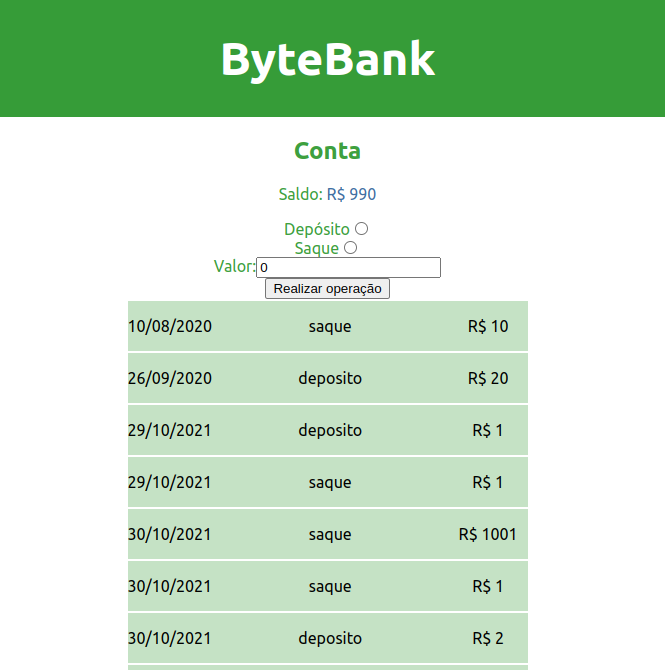 ByteBank
Conta
Saldo: R$ 990
Depósito
Saque
Valor: 0
Realizar operação
10/08/2020 saque R$ 10
26/09/2020 deposito R$ 20
29/10/2021 deposito R$ 1
29/10/2021 saque R$ 1
30/10/2021 saque R$ 1001
30/10/2021 saque R$ 1
30/10/2021 deposito R$ 2